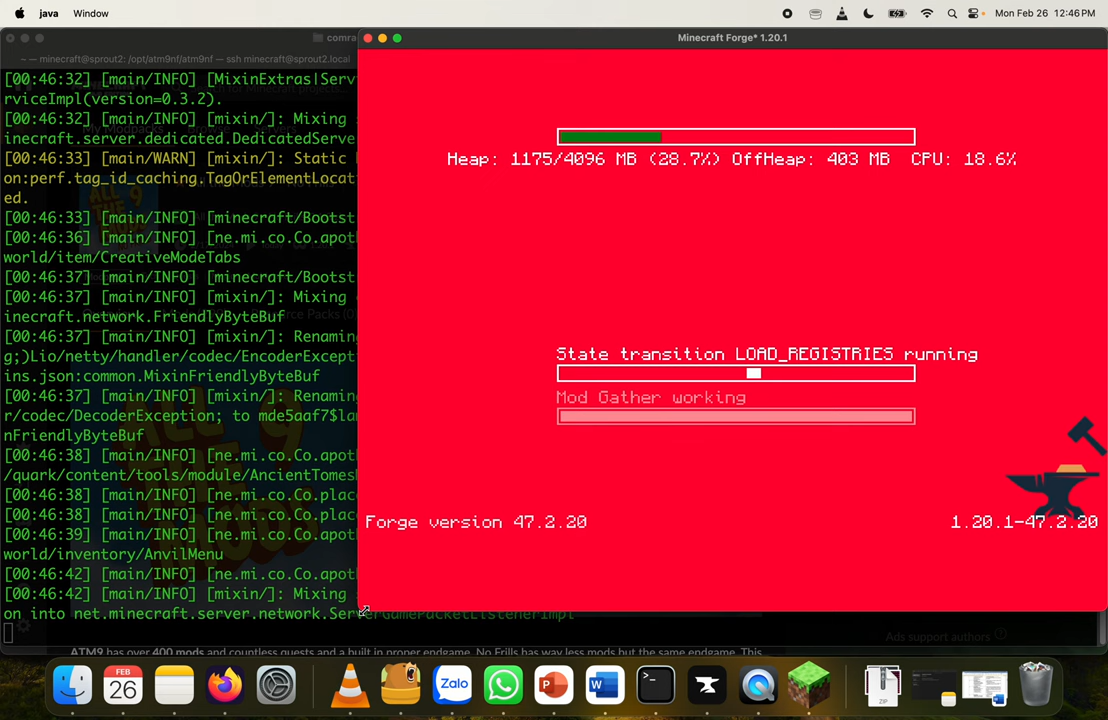 java Window Mon Feb 26 12:46 PM
comra
~ — minecraft@sprout2: /opt/atm9nf/atm9nf — ssh minecraft@sprout2.local
Minecraft Forge* 1.20.1
[00:46:32] [main/INFO] [MixinExtras|Serv
rviceImpl(version=0.3.2).
[00:46:32] [main/INFO] [mixin/]: Mixing
inecraft.server.dedicated.DedicatedServe
[00:46:33] [main/WARN] [mixin/]: Static
on:perf.tag_id_caching.TagOrElementLocat
ed.
[00:46:33] [main/INFO] [minecraft/Bootst
[00:46:36] [main/INFO] [ne.mi.co.Co.apot
world/item/CreativeModeTabs
[00:46:37] [main/INFO] [minecraft/Bootst
[00:46:37] [main/INFO] [mixin/]: Mixing
inecraft.network.FriendlyByteBuf
[00:46:37] [main/INFO] [mixin/]: Renaming
g;)Lio/netty/handler/codec/EncoderExcept
ins.json:common.MixinFriendlyByteBuf
[00:46:37] [main/INFO] [mixin/]: Renaming
r/codec/DecoderException; to mde5aaf7$la
nFriendlyByteBuf
[00:46:38] [main/INFO] [ne.mi.co.Co.apot
/quark/content/tools/module/AncientTomes
[00:46:38] [main/INFO] [ne.mi.co.Co.plac
[00:46:38] [main/INFO] [ne.mi.co.Co.plac
[00:46:39] [main/INFO] [ne.mi.co.Co.apot
world/inventory/AnvilMenu
[00:46:42] [main/INFO] [ne.mi.co.Co.apot
[00:46:42] [main/INFO] [mixin/]: Mixing
on into net.minecraft.server.network.ServerGamePacketListenerImpl
Heap: 1175/4096 MB (28.7%) OffHeap: 403 MB CPU: 18.6%
State transition LOAD_REGISTRIES running
Mod Gather working
Forge version 47.2.20
1.20.1-47.2.20
Ads support authors
ATM9 has over 400 mods and countless quests and a built in proper endgame. No Frills has way less mods but the same endgame. This
FEB
26
Zalo
P
W
>_
ZIP